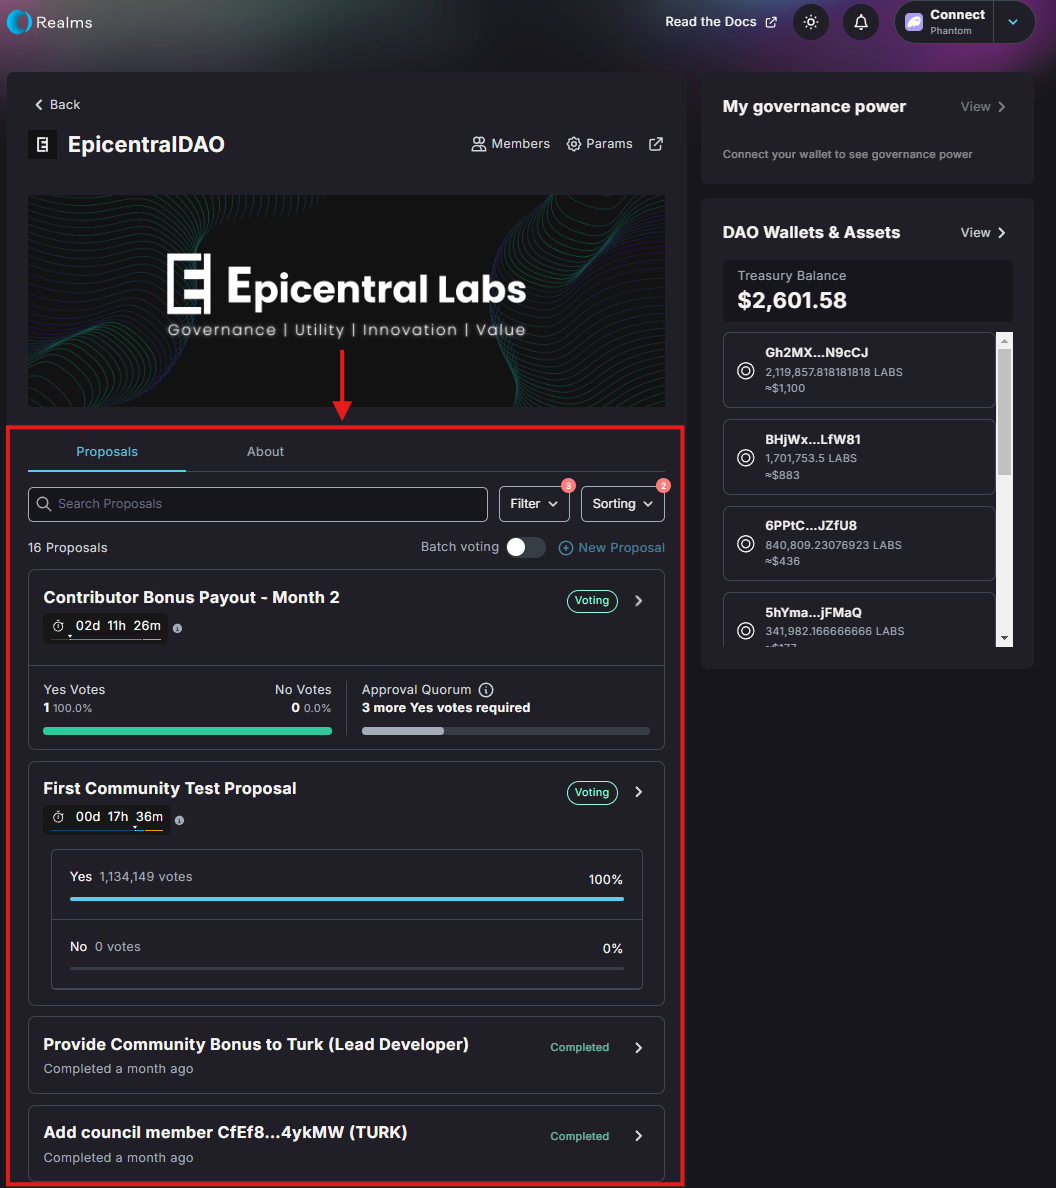 Realms
Read the Docs
Connect
Phantom
Back
EpicentralDAO
Members
Params
Epicentral Labs
Governance | Utility | Innovation | Value
Proposals
About
Search Proposals
Filter
3
Sorting
2
16 Proposals
Batch voting
New Proposal
Contributor Bonus Payout - Month 2
Voting
02d 11h 26m
Yes Votes
1 100.0%
No Votes
0 0.0%
Approval Quorum
3 more Yes votes required
First Community Test Proposal
Voting
00d 17h 36m
Yes 1,134,149 votes
100%
No 0 votes
0%
Provide Community Bonus to Turk (Lead Developer)
Completed a month ago
Completed
Add council member CfEf8...4ykMW (TURK)
Completed a month ago
Completed
My governance power
View
Connect your wallet to see governance power
DAO Wallets & Assets
View
Treasury Balance
$2,601.58
Gh2MX...N9cCJ
2,119,857.818181818 LABS
≈$1,100
BHjWx...LfW81
1,701,753.5 LABS
≈$883
6PPtC...JZfU8
840,809.23076923 LABS
≈$436
5hYma...jFMaQ
341,982.166666666 LABS